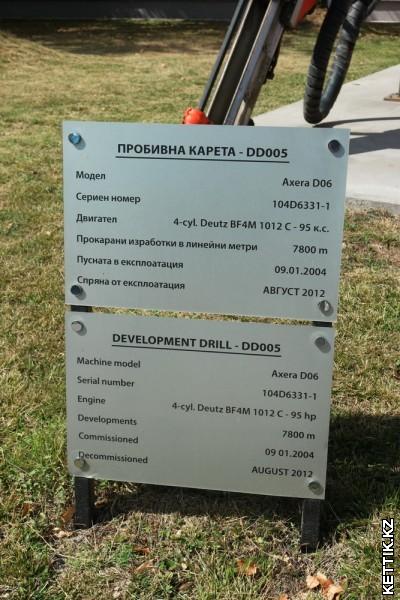 ПРОБИВНА КАРЕТА - DD005
Модел Axera D06
Сериен номер 104D6331-1
Двигател 4-cyl. Deutz BF4M 1012 C - 95 к.с.
Прокарани изработки в линейни метри 7800 m
Пусната в експлоатация 09.01.2004
Спряна от експлоатация АВГУСТ 2012
DEVELOPMENT DRILL - DD005
Machine model Axera D06
Serial number 104D6331-1
Engine 4-cyl. Deutz BF4M 1012 C - 95 hp
Developments 7800 m
Commissioned 09 01.2004
Decommissioned AUGUST 2012
KETTIK.KZ